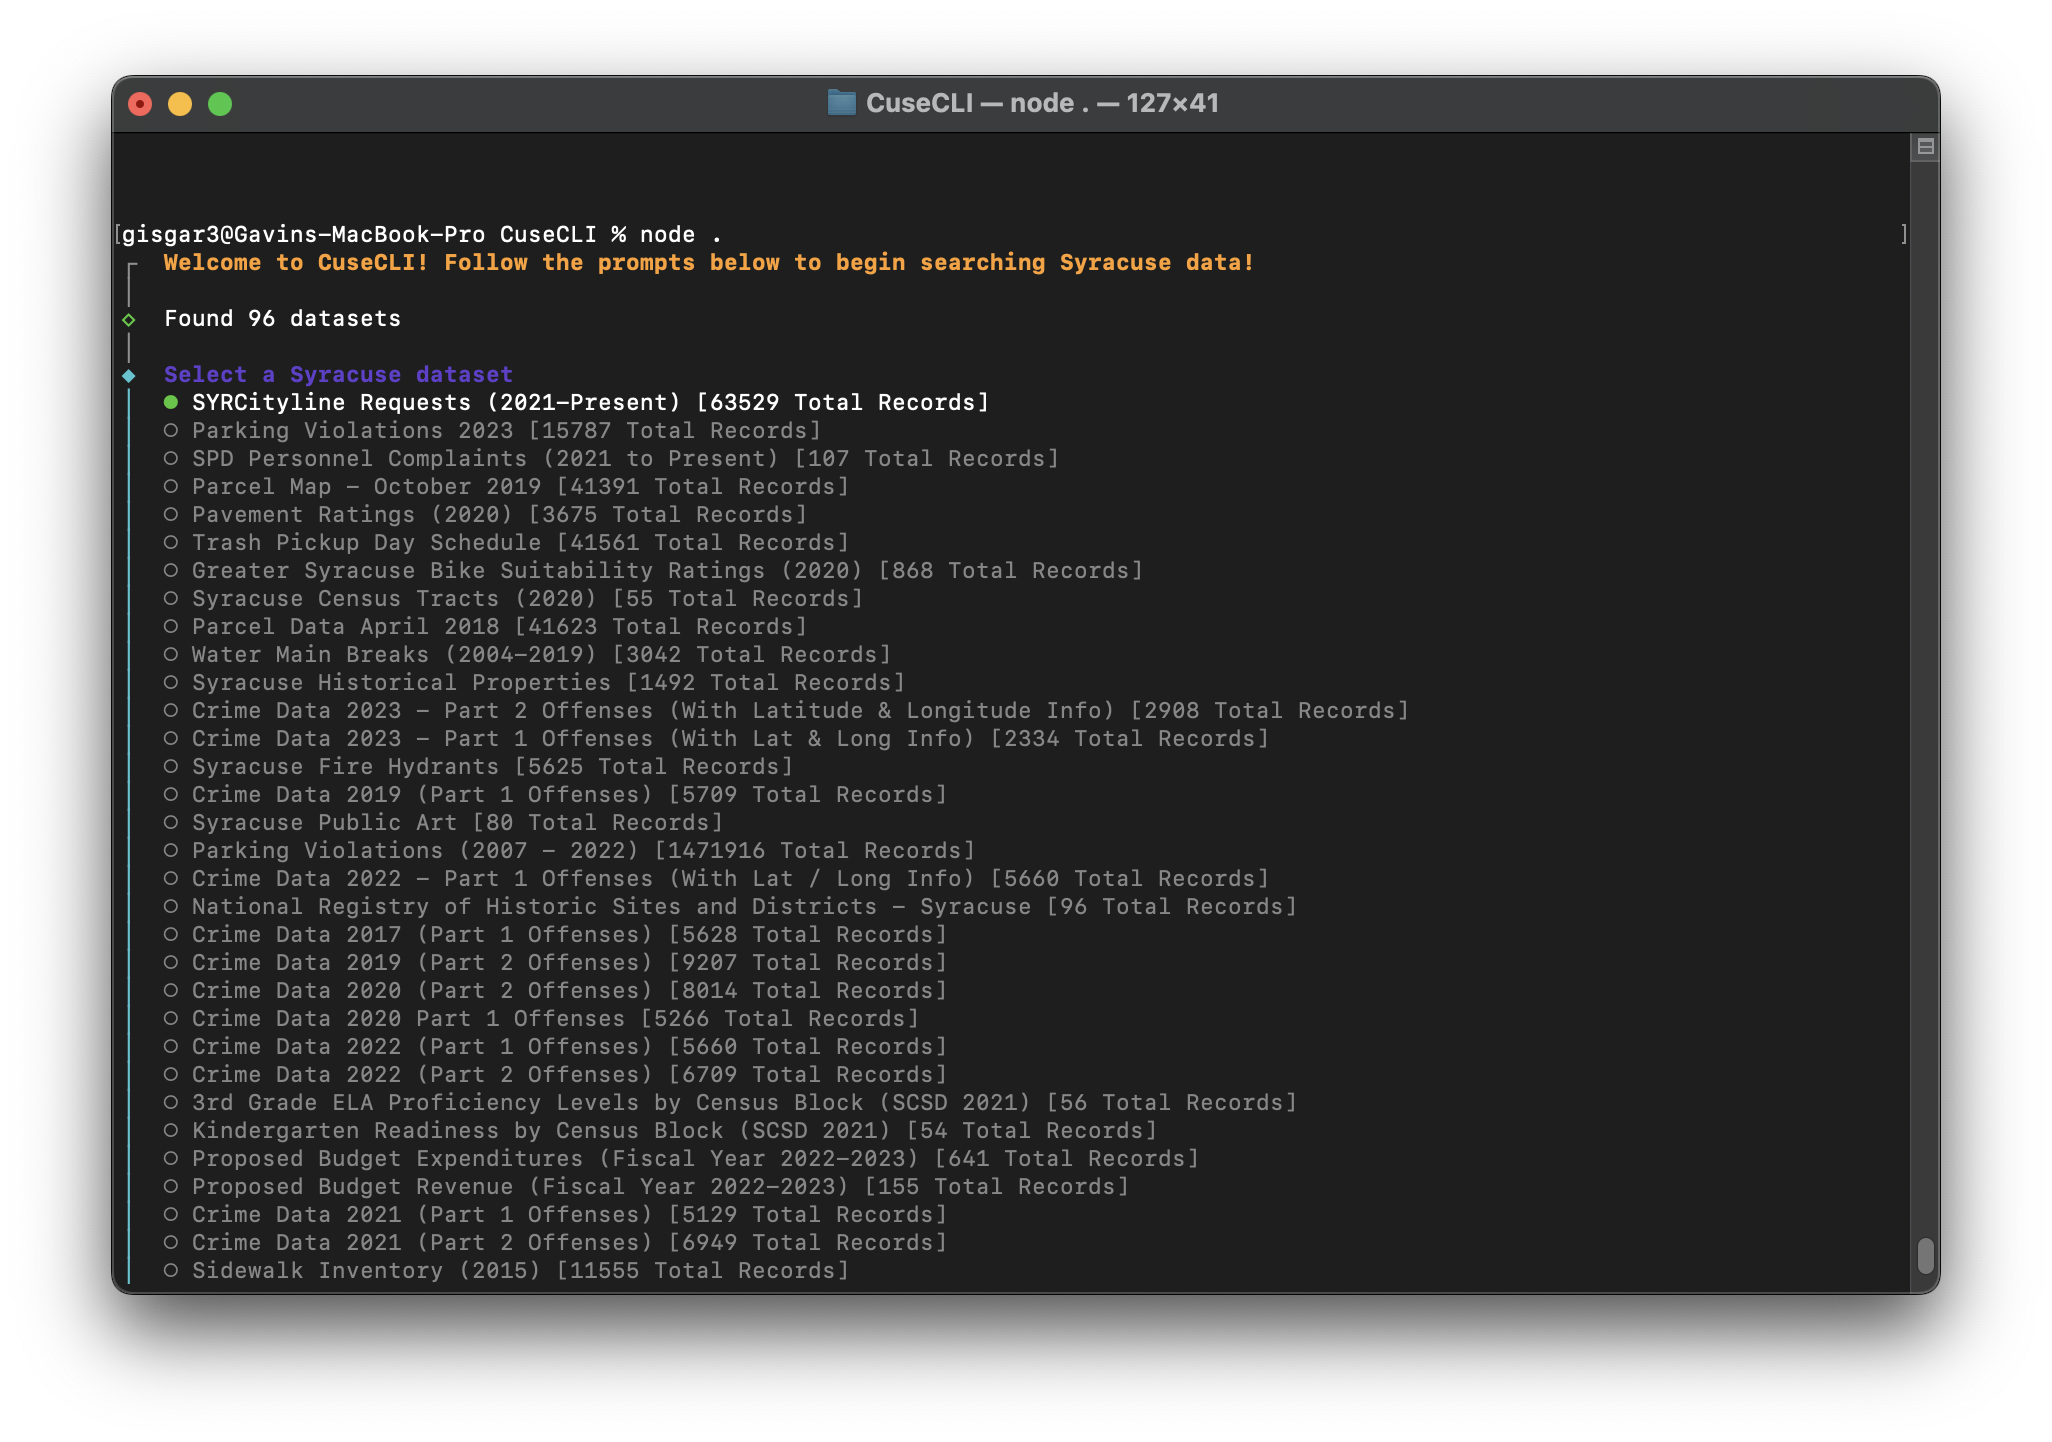 CuseCLI — node . — 127×41
[gisgar3@Gavins-MacBook-Pro CuseCLI % node . ]
Welcome to CuseCLI! Follow the prompts below to begin searching Syracuse data!
Found 96 datasets
Select a Syracuse dataset
● SYRCityline Requests (2021-Present) [63529 Total Records]
○ Parking Violations 2023 [15787 Total Records]
○ SPD Personnel Complaints (2021 to Present) [107 Total Records]
○ Parcel Map - October 2019 [41391 Total Records]
○ Pavement Ratings (2020) [3675 Total Records]
○ Trash Pickup Day Schedule [41561 Total Records]
○ Greater Syracuse Bike Suitability Ratings (2020) [868 Total Records]
○ Syracuse Census Tracts (2020) [55 Total Records]
○ Parcel Data April 2018 [41623 Total Records]
○ Water Main Breaks (2004-2019) [3042 Total Records]
○ Syracuse Historical Properties [1492 Total Records]
○ Crime Data 2023 - Part 2 Offenses (With Latitude & Longitude Info) [2908 Total Records]
○ Crime Data 2023 - Part 1 Offenses (With Lat & Long Info) [2334 Total Records]
○ Syracuse Fire Hydrants [5625 Total Records]
○ Crime Data 2019 (Part 1 Offenses) [5709 Total Records]
○ Syracuse Public Art [80 Total Records]
○ Parking Violations (2007 - 2022) [1471916 Total Records]
○ Crime Data 2022 - Part 1 Offenses (With Lat / Long Info) [5660 Total Records]
○ National Registry of Historic Sites and Districts - Syracuse [96 Total Records]
○ Crime Data 2017 (Part 1 Offenses) [5628 Total Records]
○ Crime Data 2019 (Part 2 Offenses) [9207 Total Records]
○ Crime Data 2020 (Part 2 Offenses) [8014 Total Records]
○ Crime Data 2020 Part 1 Offenses [5266 Total Records]
○ Crime Data 2022 (Part 1 Offenses) [5660 Total Records]
○ Crime Data 2022 (Part 2 Offenses) [6709 Total Records]
○ 3rd Grade ELA Proficiency Levels by Census Block (SCSD 2021) [56 Total Records]
○ Kindergarten Readiness by Census Block (SCSD 2021) [54 Total Records]
○ Proposed Budget Expenditures (Fiscal Year 2022-2023) [641 Total Records]
○ Proposed Budget Revenue (Fiscal Year 2022-2023) [155 Total Records]
○ Crime Data 2021 (Part 1 Offenses) [5129 Total Records]
○ Crime Data 2021 (Part 2 Offenses) [6949 Total Records]
○ Sidewalk Inventory (2015) [11555 Total Records]